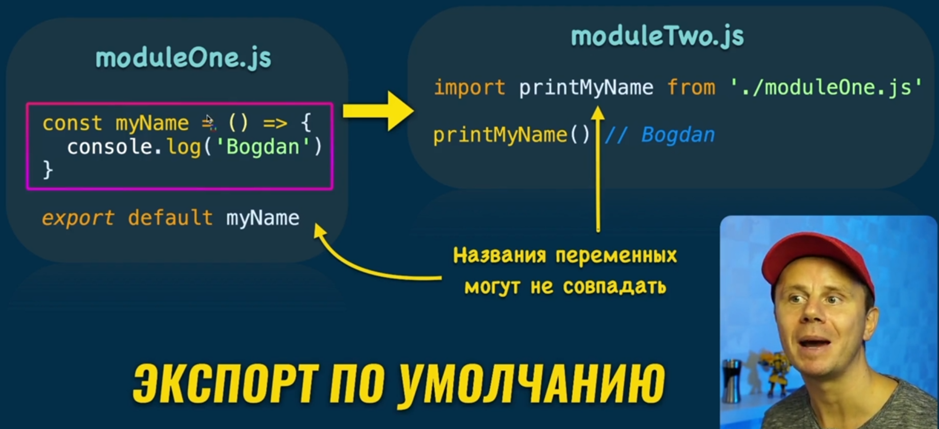 moduleOne.js
const myName = () => {
console.log('Bogdan')
}
export default myName
moduleTwo.js
import printMyName from './moduleOne.js'
printMyName() // Bogdan
Названия переменных
могут не совпадать
ЭКСПОРТ ПО УМОЛЧАНИЮ